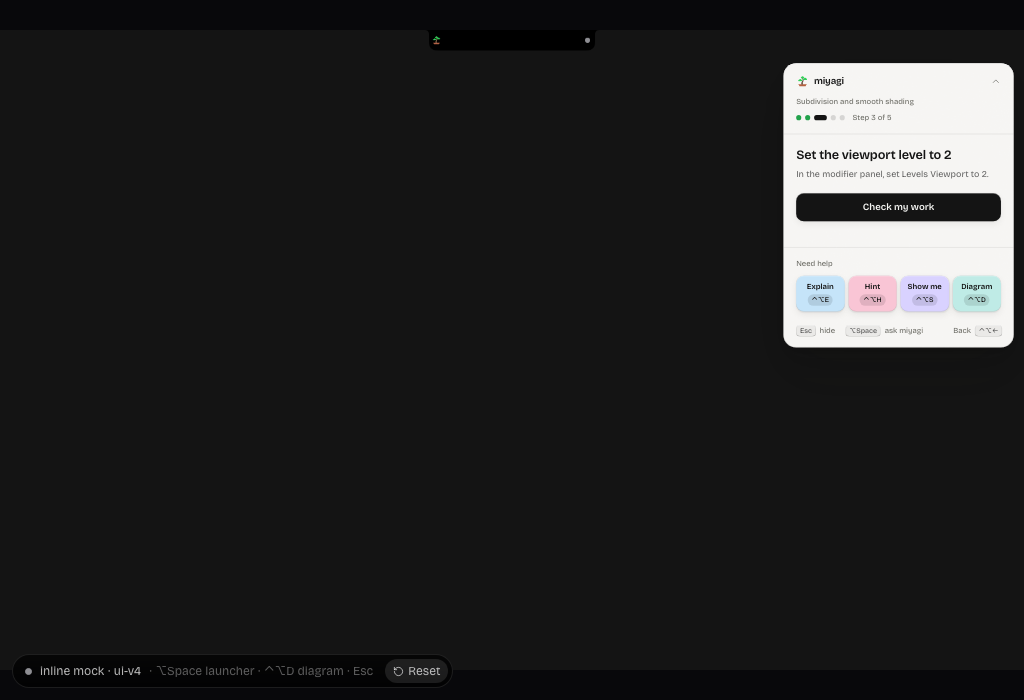 miyagi
Subdivision and smooth shading
Step 3 of 5
Set the viewport level to 2
In the modifier panel, set Levels Viewport to 2.
Check my work
Need help
Explain Hint Show me Diagram
⌃⌥E ⌃⌥H ⌃⌥S ⌃⌥D
Esc hide ⌥Space ask miyagi Back ⌃⌥←
inline mock · ui-v4 · ⌥Space launcher · ⌃⌥D diagram · Esc Reset